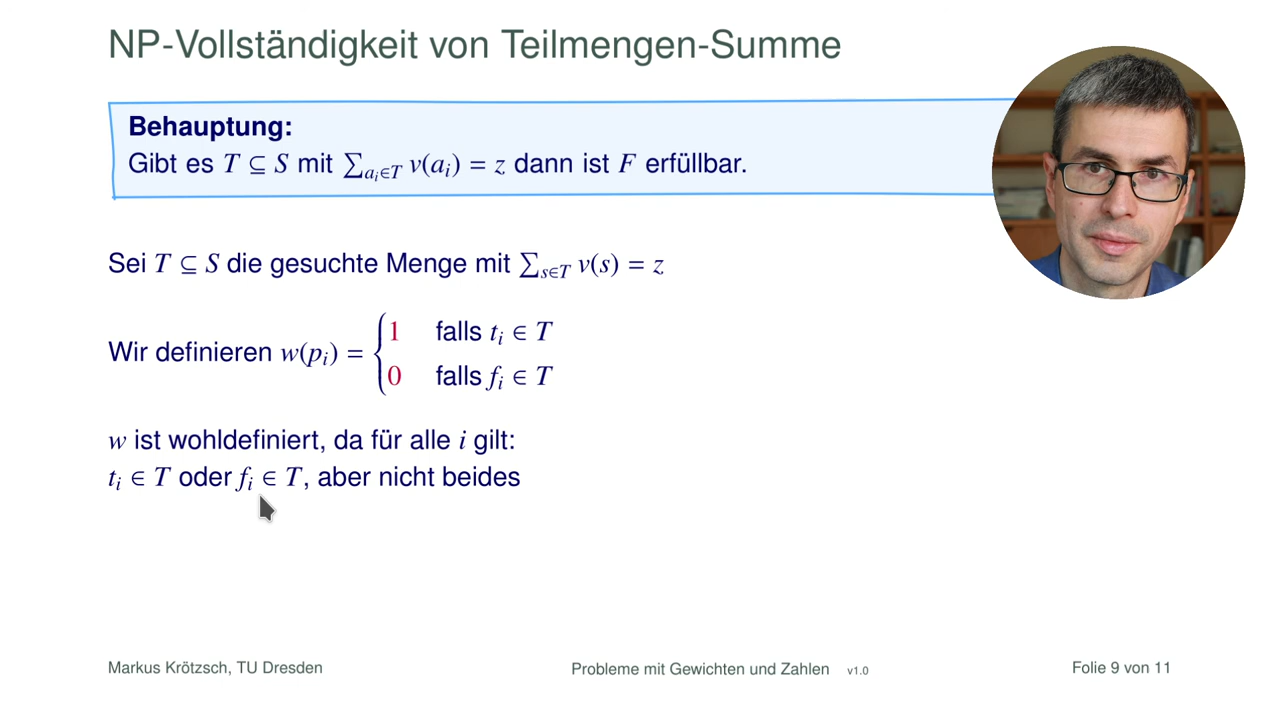 NP-Vollständigkeit von Teilmengen-Summe
Behauptung:
Gibt es T ⊆ S mit ∑_{a_i∈T} v(a_i) = z dann ist F erfüllbar.
Sei T ⊆ S die gesuchte Menge mit ∑_{s∈T} v(s) = z
Wir definieren w(p_i) = { 1 falls t_i ∈ T
0 falls f_i ∈ T
w ist wohldefiniert, da für alle i gilt:
t_i ∈ T oder f_i ∈ T, aber nicht beides
Markus Krötzsch, TU Dresden Probleme mit Gewichten und Zahlen v1.0 Folie 9 von 11